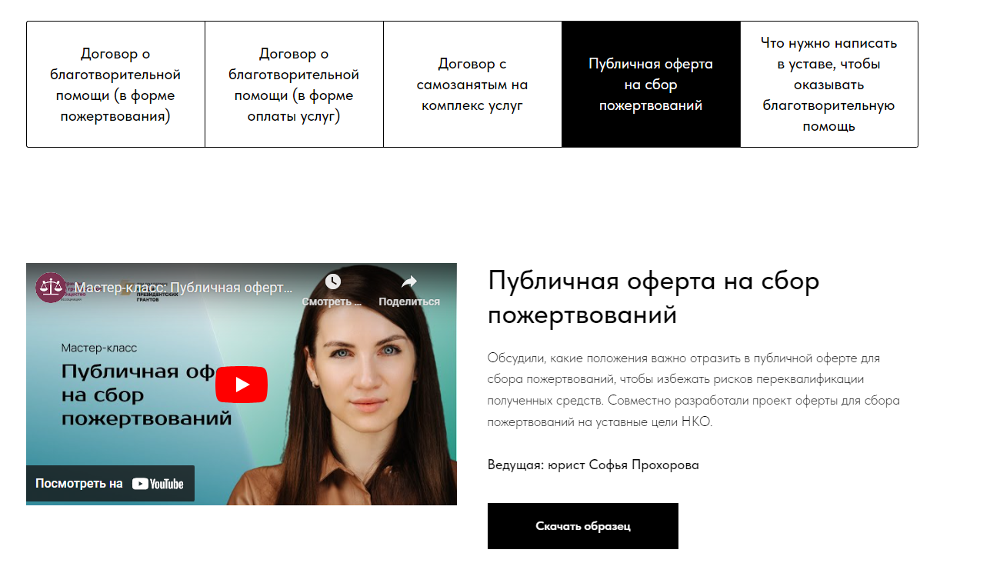 Договор о
благотворительной
помощи (в форме
пожертвования)
Договор о
благотворительной
помощи (в форме
оплаты услуг)
Договор с
самозанятым на
комплекс услуг
Публичная оферта
на сбор
пожертвований
Что нужно написать
в уставе, чтобы
оказывать
благотворительную
помощь
Мастер-класс: Публичная оферт...
Смотреть ...
Поделиться
ПРЕЗИДЕНТСКИХ
ГРАНТОВ
Мастер-класс
Публичная оф
на сбор
пожертвований
Посмотреть на YouTube
Публичная оферта на сбор
пожертвований
Обсудили, какие положения важно отразить в публичной оферте для
сбора пожертвований, чтобы избежать рисков переквалификации
полученных средств. Совместно разработали проект оферты для сбора
пожертвований на уставные цели НКО.
Ведущая: юрист Софья Прохорова
Скачать образец